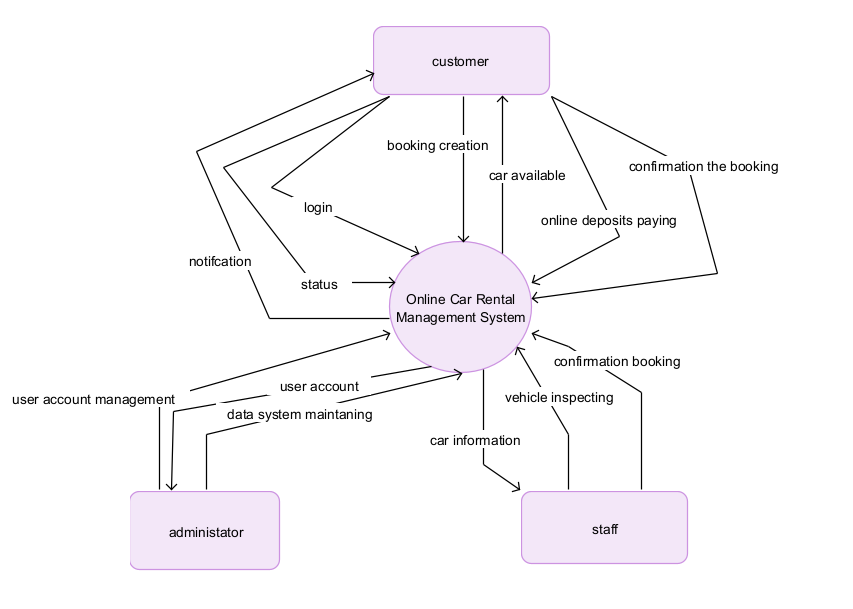 customer
booking creation
confirmation the booking
car available
login
online deposits paying
notifcation
status
Online Car Rental
Management System
confirmation booking
user account
user account management
vehicle inspecting
data system maintaning
car information
administator
staff